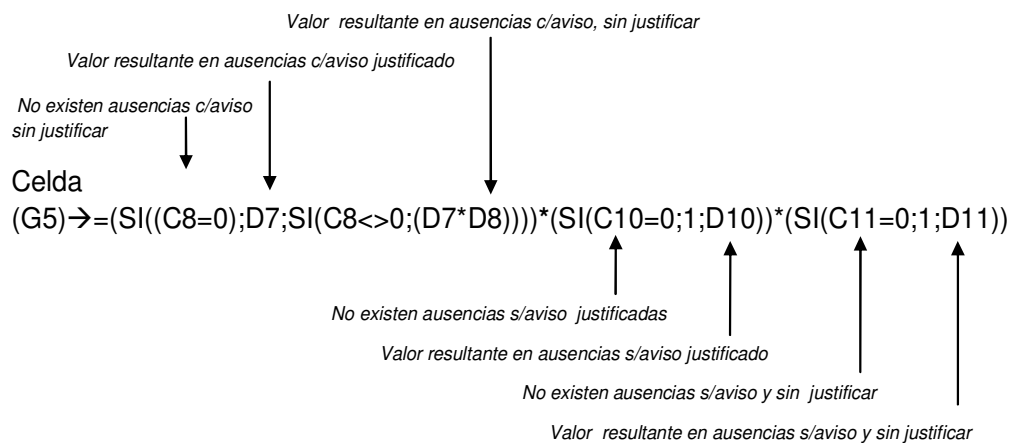 Valor resultante en ausencias c/aviso, sin justificar
Valor resultante en ausencias c/aviso justificado
No existen ausencias c/aviso
sin justificar
Celda
(G5)→=(SI((C8=0);D7;SI(C8<>0;(D7*D8))))*(SI(C10=0;1;D10))*(SI(C11=0;1;D11))
No existen ausencias s/aviso justificadas
Valor resultante en ausencias s/aviso justificado
No existen ausencias s/aviso y sin justificar
Valor resultante en ausencias s/aviso y sin justificar